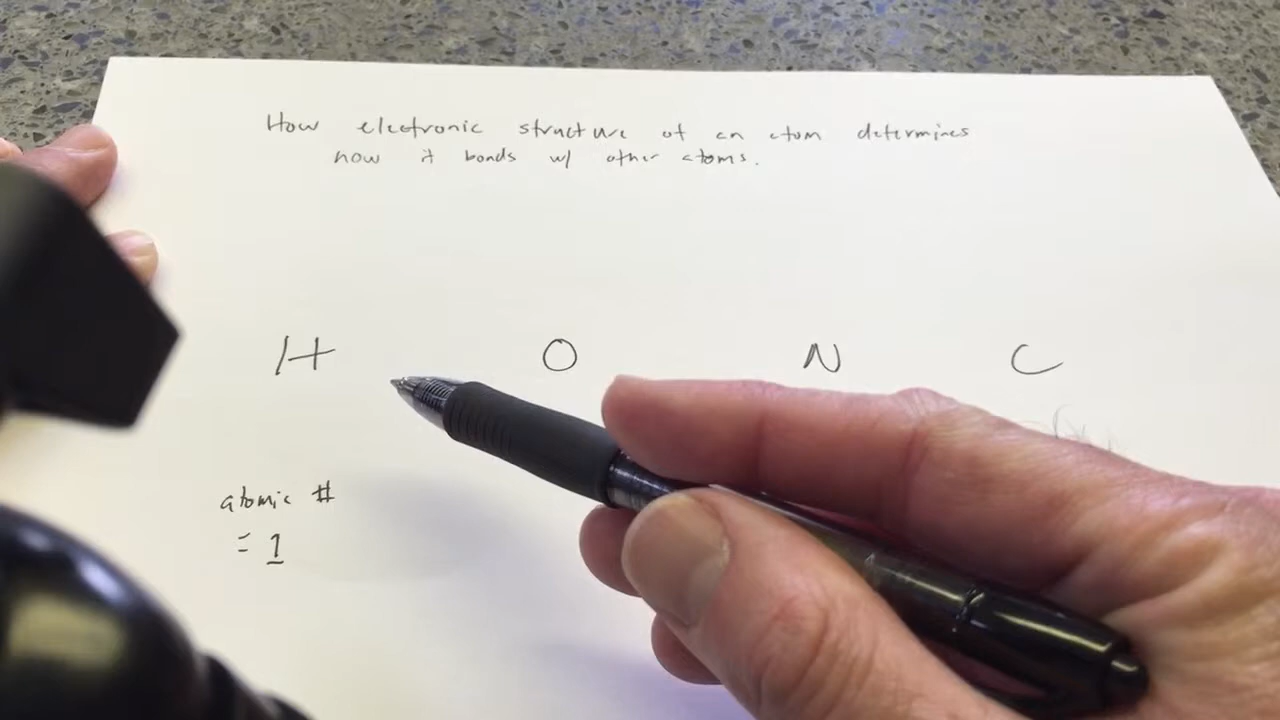 How electronic structure of an atom determines
how it bonds w/ other atoms.
H O N C
atomic #
= 1